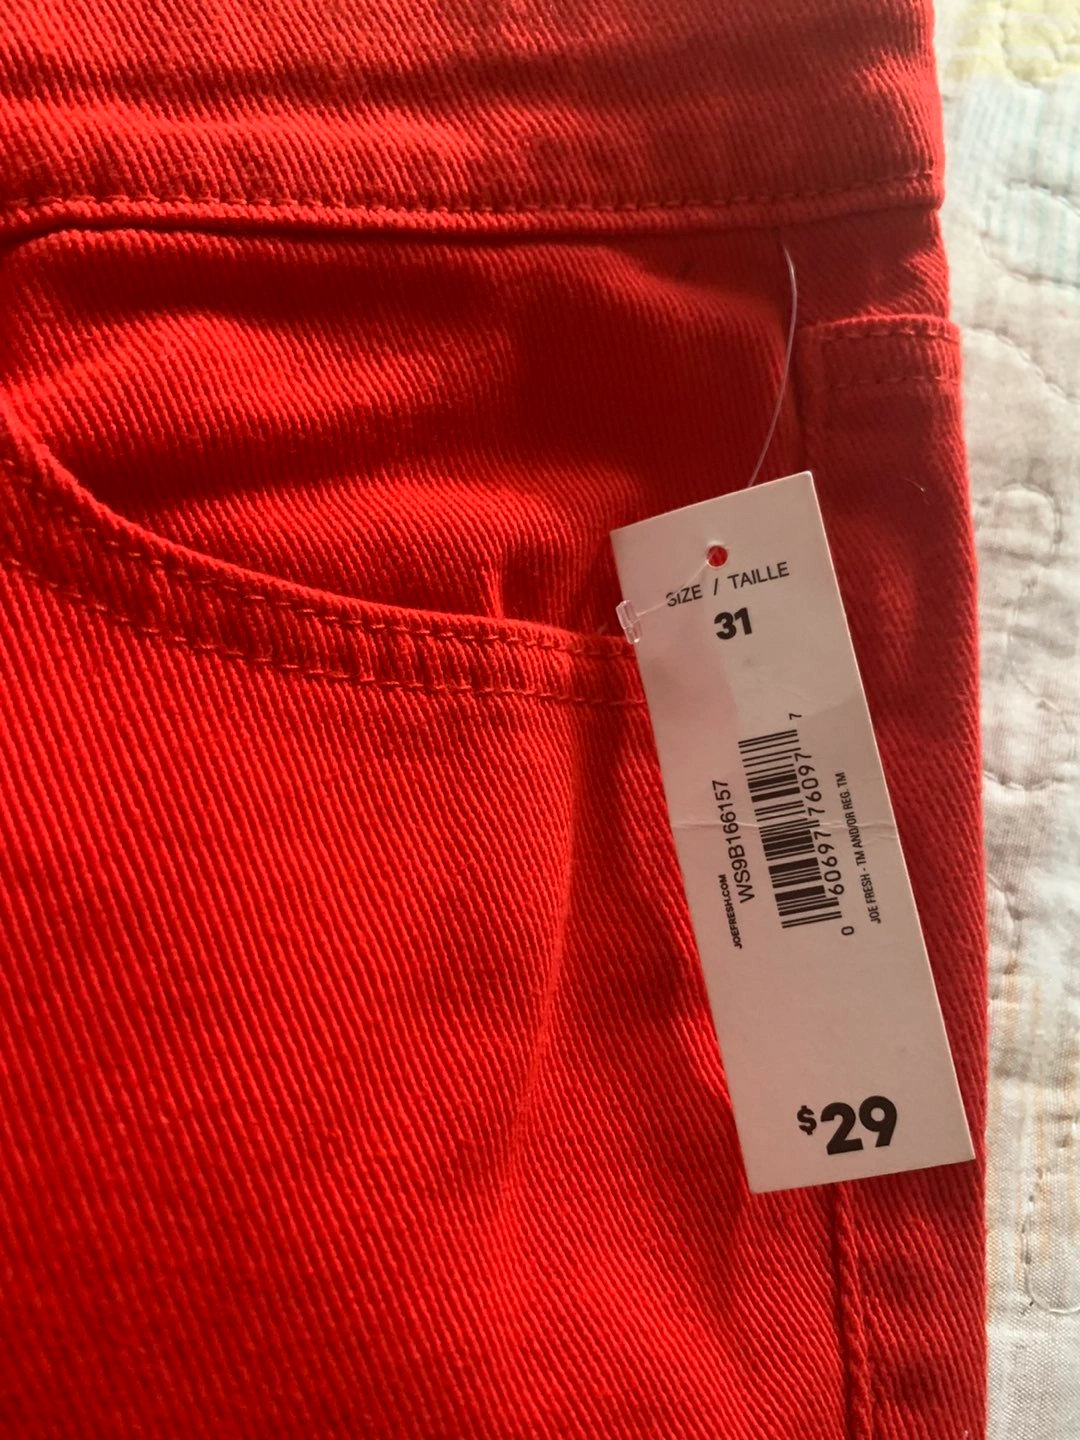 SIZE / TAILLE
31
JOEFRESH.COM
WS9B166157
0 60697 76097 7
JOE FRESH - TM AND/OR REG. TM
$29